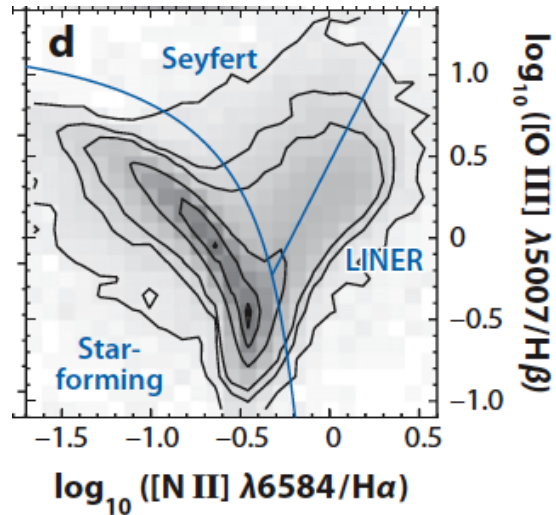 d
Seyfert
LINER
Star-
forming
1.0
0.5
0
−0.5
−1.0
−1.5 −1.0 −0.5 0 0.5
log₁₀ ([N II] λ6584/Hα)
log₁₀ ([O III] λ5007/Hβ)